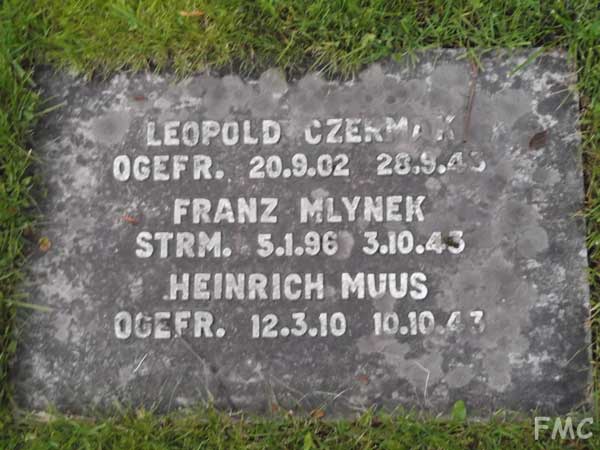 LEOPOLD CZERMAK
OGEFR. 20.9.02 28.9.43
FRANZ MLYNEK
STRM. 5.1.96 3.10.43
HEINRICH MUUS
OGEFR. 12.3.10 10.10.43
FMC